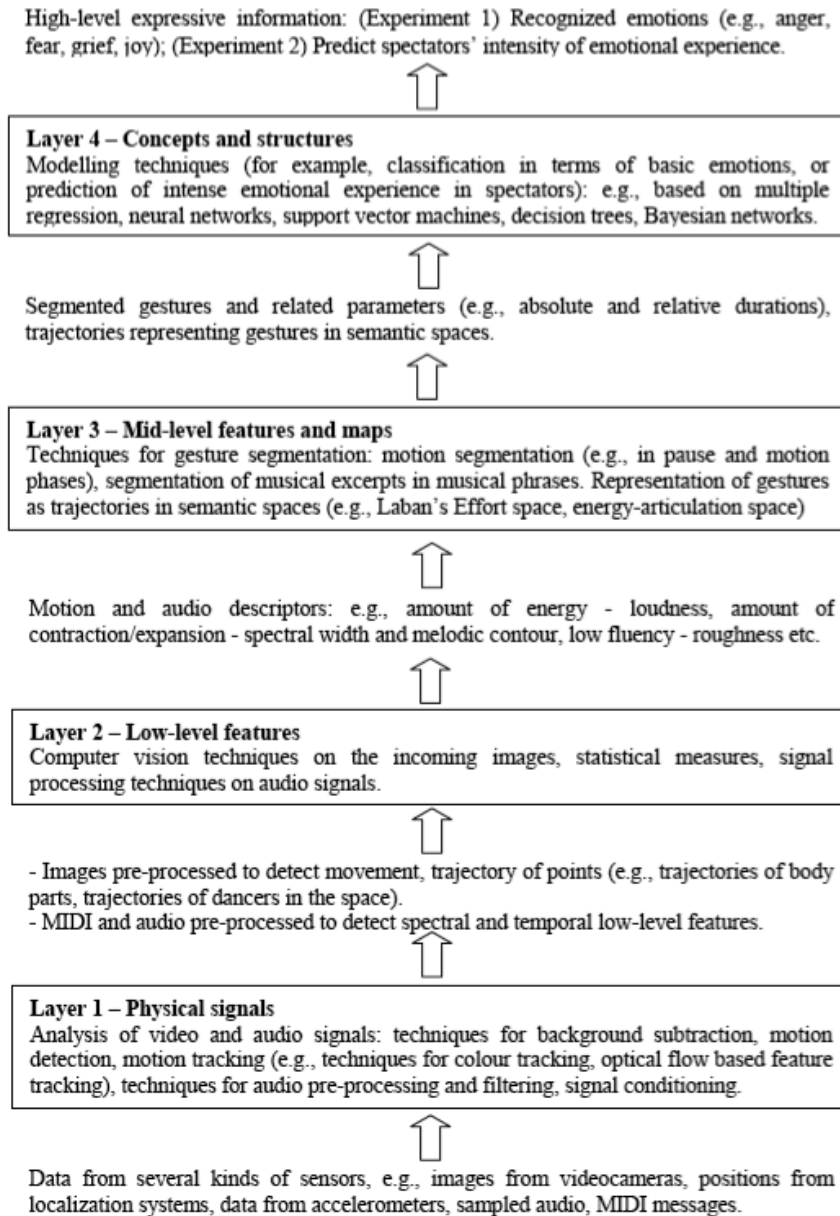 High-level expressive information: (Experiment 1) Recognized emotions (e.g., anger,
fear, grief, joy); (Experiment 2) Predict spectators' intensity of emotional experience.
Layer 4 – Concepts and structures
Modelling techniques (for example, classification in terms of basic emotions, or
prediction of intense emotional experience in spectators): e.g., based on multiple
regression, neural networks, support vector machines, decision trees, Bayesian networks.
Segmented gestures and related parameters (e.g., absolute and relative durations),
trajectories representing gestures in semantic spaces.
Layer 3 – Mid-level features and maps
Techniques for gesture segmentation: motion segmentation (e.g., in pause and motion
phases), segmentation of musical excerpts in musical phrases. Representation of gestures
as trajectories in semantic spaces (e.g., Laban's Effort space, energy-articulation space)
Motion and audio descriptors: e.g., amount of energy - loudness, amount of
contraction/expansion - spectral width and melodic contour, low fluency - roughness etc.
Layer 2 – Low-level features
Computer vision techniques on the incoming images, statistical measures, signal
processing techniques on audio signals.
- Images pre-processed to detect movement, trajectory of points (e.g., trajectories of body
parts, trajectories of dancers in the space).
- MIDI and audio pre-processed to detect spectral and temporal low-level features.
Layer 1 – Physical signals
Analysis of video and audio signals: techniques for background subtraction, motion
detection, motion tracking (e.g., techniques for colour tracking, optical flow based feature
tracking), techniques for audio pre-processing and filtering, signal conditioning.
Data from several kinds of sensors, e.g., images from videocameras, positions from
localization systems, data from accelerometers, sampled audio, MIDI messages.